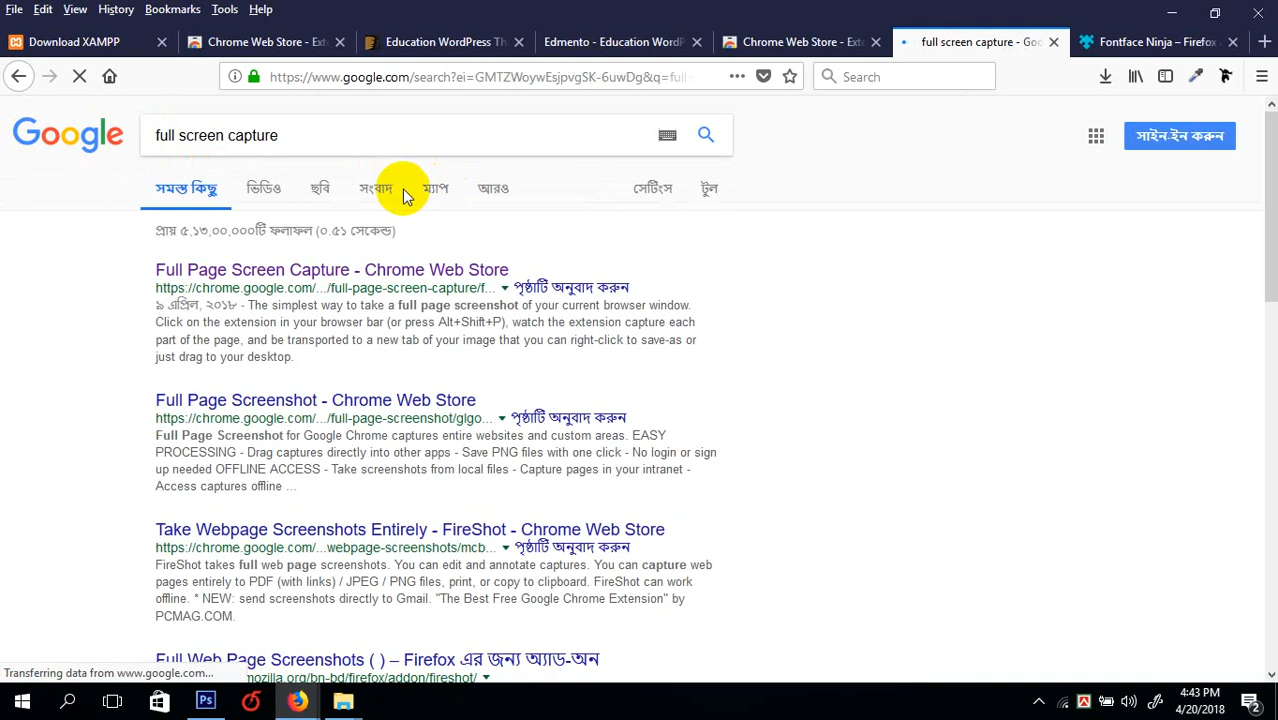 File Edit View History Bookmarks Tools Help
Download XAMPP
Chrome Web Store - Ext
Education WordPress Th
Edmento - Education WordP
Chrome Web Store - Ext
full screen capture - Goo
Fontface Ninja – Firefox
https://www.google.com/search?ei=GMTZWoywEsjpvgSK-6uwDg&q=full-
Search
Google
full screen capture
সাইন-ইন করুন
সমস্ত কিছু ভিডিও ছবি সংবাদ ম্যাপ আরও সেটিংস টুল
প্রায় ৫,১৩,০০,০০০টি ফলাফল (০.৫১ সেকেন্ড)
Full Page Screen Capture - Chrome Web Store
https://chrome.google.com/.../full-page-screen-capture/f... পৃষ্ঠাটি অনুবাদ করুন
৯ এপ্রিল, ২০১৮ - The simplest way to take a full page screenshot of your current browser window.
Click on the extension in your browser bar (or press Alt+Shift+P), watch the extension capture each
part of the page, and be transported to a new tab of your image that you can right-click to save-as or
just drag to your desktop.
Full Page Screenshot - Chrome Web Store
https://chrome.google.com/.../full-page-screenshot/glgo... পৃষ্ঠাটি অনুবাদ করুন
Full Page Screenshot for Google Chrome captures entire websites and custom areas. EASY
PROCESSING - Drag captures directly into other apps - Save PNG files with one click - No login or sign
up needed OFFLINE ACCESS - Take screenshots from local files - Capture pages in your intranet -
Access captures offline ...
Take Webpage Screenshots Entirely - FireShot - Chrome Web Store
https://chrome.google.com/...webpage-screenshots/mcb... পৃষ্ঠাটি অনুবাদ করুন
FireShot takes full web page screenshots. You can edit and annotate captures. You can capture web
pages entirely to PDF (with links) / JPEG / PNG files, print, or copy to clipboard. FireShot can work
offline. * NEW: send screenshots directly to Gmail. "The Best Free Google Chrome Extension" by
PCMAG.COM.
Full Web Page Screenshots ( ) – Firefox এর জন্য অ্যাড-অন
mozilla.org/bn-bd/firefox/addon/fireshot/
Transferring data from www.google.com...
Ps
4:43 PM
4/20/2018
2